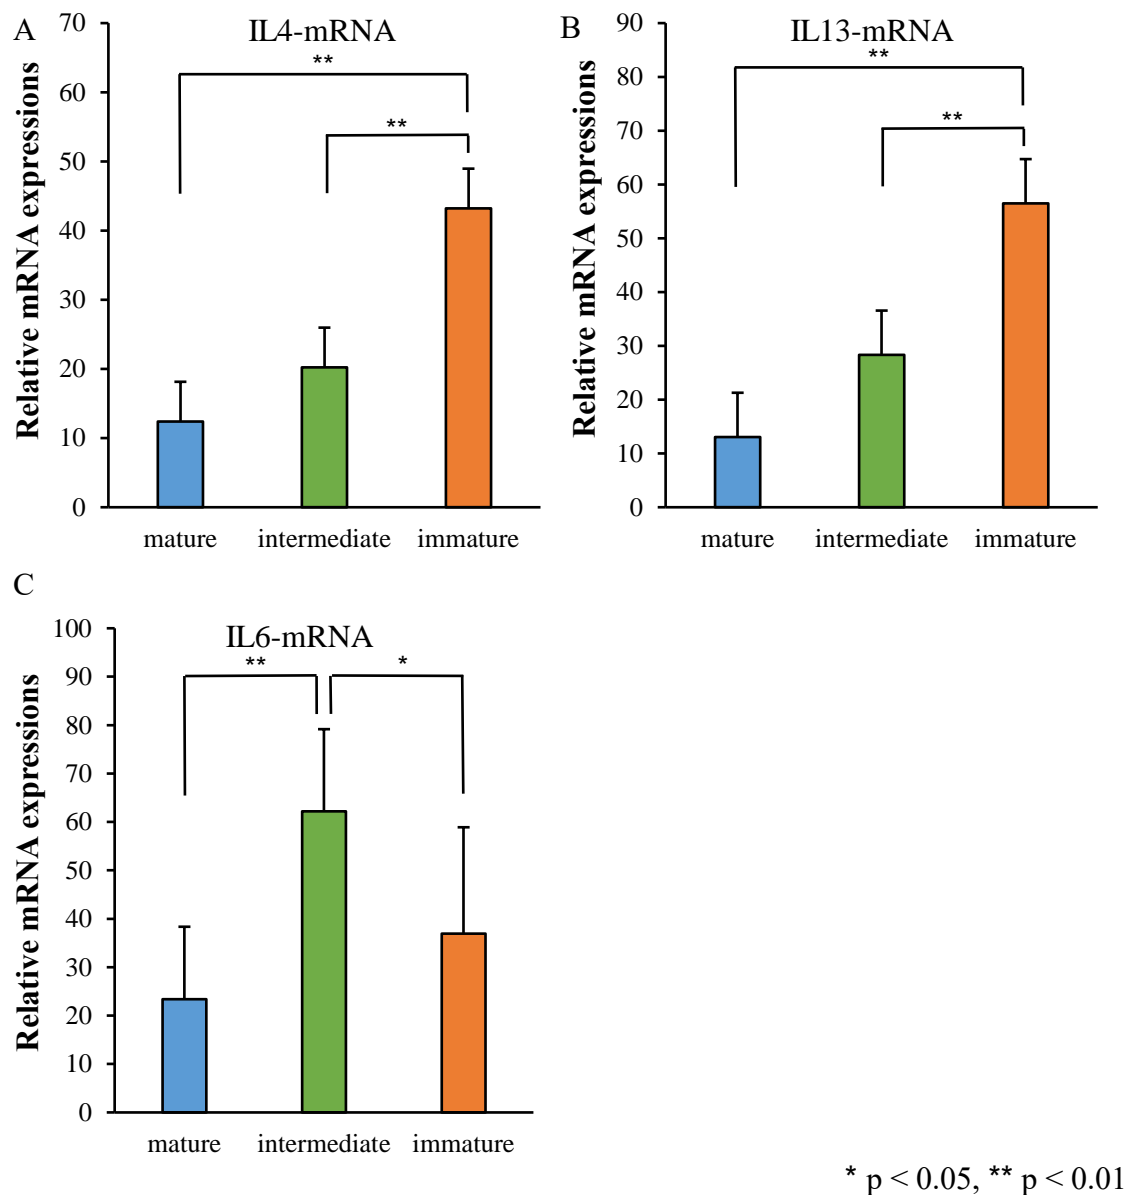 A
IL4-mRNA
Relative mRNA expressions
70
60
50
40
30
20
10
0
**
**
mature intermediate immature
B
IL13-mRNA
Relative mRNA expressions
90
80
70
60
50
40
30
20
10
0
**
**
mature intermediate immature
C
IL6-mRNA
Relative mRNA expressions
100
90
80
70
60
50
40
30
20
10
0
** *
mature intermediate immature
* p < 0.05, ** p < 0.01